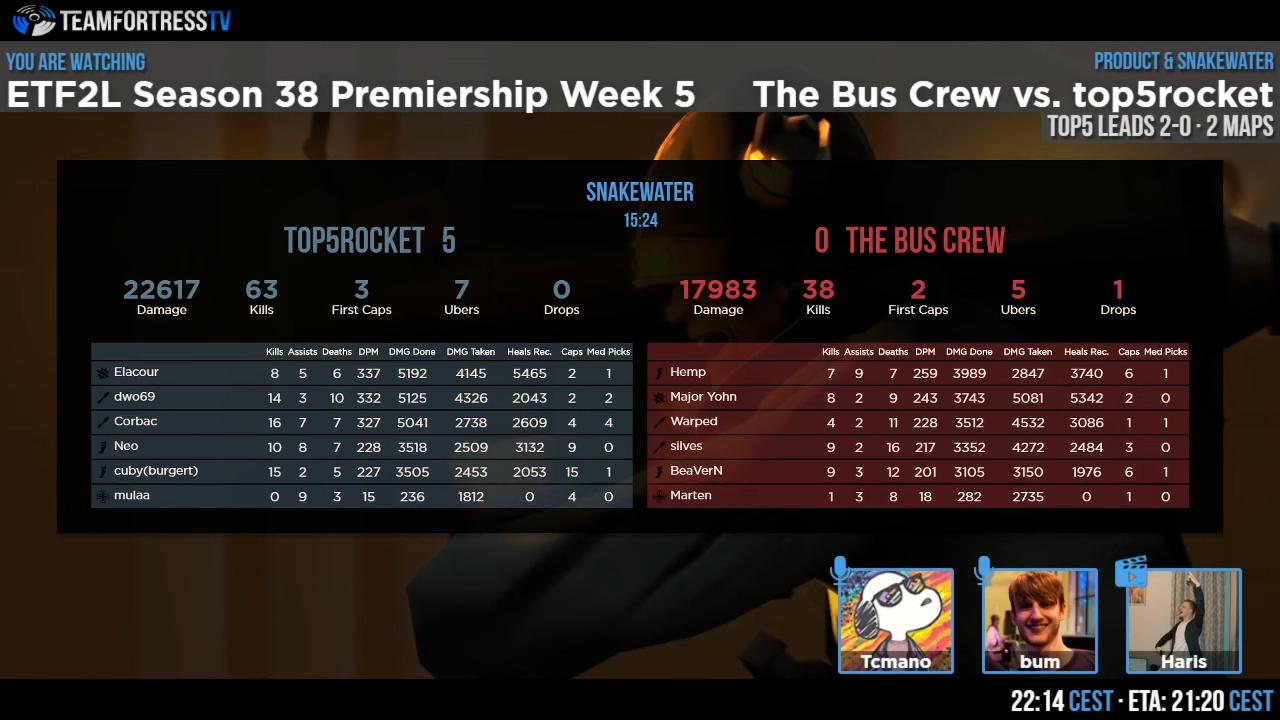 TEAMFORTRESSTV
YOU ARE WATCHING
ETF2L Season 38 Premiership Week 5
PRODUCT & SNAKEWATER
The Bus Crew vs. top5rocket
TOP5 LEADS 2-0 · 2 MAPS
SNAKEWATER
15:24
TOP5ROCKET 5
0 THE BUS CREW
22617 63 3 7 0
Damage Kills First Caps Ubers Drops
17983 38 2 5 1
Damage Kills First Caps Ubers Drops
Kills Assists Deaths DPM DMG Done DMG Taken Heals Rec. Caps Med Picks
Elacour 8 5 6 337 5192 4145 5465 2 1
dwo69 14 3 10 332 5125 4326 2043 2 2
Corbac 16 7 7 327 5041 2738 2609 4 4
Neo 10 8 7 228 3518 2509 3132 9 0
cuby(burgert) 15 2 5 227 3505 2453 2053 15 1
mulaa 0 9 3 15 236 1812 0 4 0
Kills Assists Deaths DPM DMG Done DMG Taken Heals Rec. Caps Med Picks
Hemp 7 9 7 259 3989 2847 3740 6 1
Major Yohn 8 2 9 243 3743 5081 5342 2 0
Warped 4 2 11 228 3512 4532 3086 1 1
silves 9 2 16 217 3352 4272 2484 3 0
BeaVerN 9 3 12 201 3105 3150 1976 6 1
Marten 1 3 8 18 282 2735 0 1 0
Tcmano
bum
Haris
22:14 CEST · ETA: 21:20 CEST